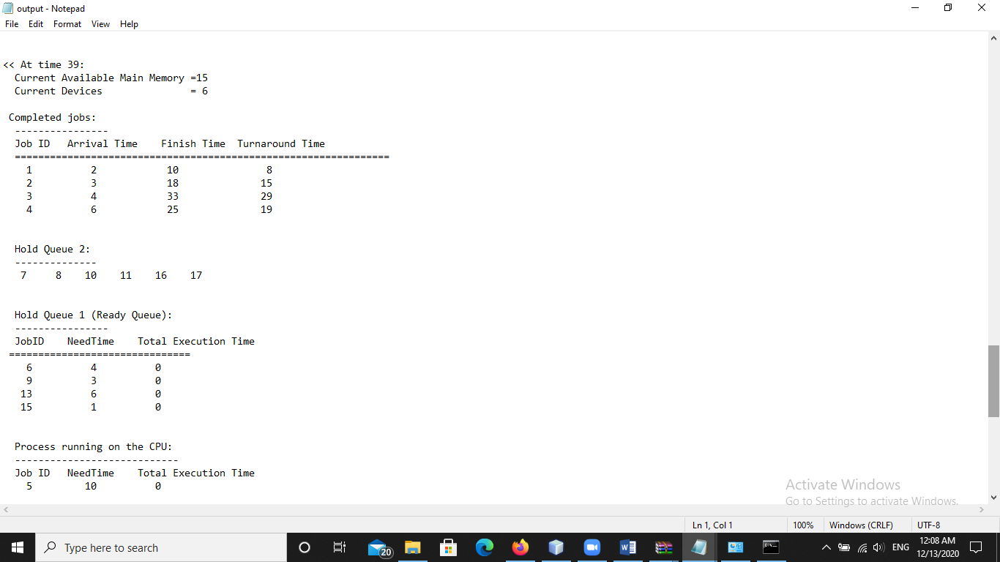 output - Notepad
File Edit Format View Help
<< At time 39:
Current Available Main Memory =15
Current Devices = 6
Completed jobs:
----------------
Job ID Arrival Time Finish Time Turnaround Time
================================================================
1 2 10 8
2 3 18 15
3 4 33 29
4 6 25 19
Hold Queue 2:
--------------
7 8 10 11 16 17
Hold Queue 1 (Ready Queue):
----------------
JobID NeedTime Total Execution Time
===============================
6 4 0
9 3 0
13 6 0
15 1 0
Process running on the CPU:
----------------------------
Job ID NeedTime Total Execution Time
5 10 0
Activate Windows
Go to Settings to activate Windows.
Ln 1, Col 1 100% Windows (CRLF) UTF-8
Type here to search 20 ENG 12:08 AM
12/13/2020